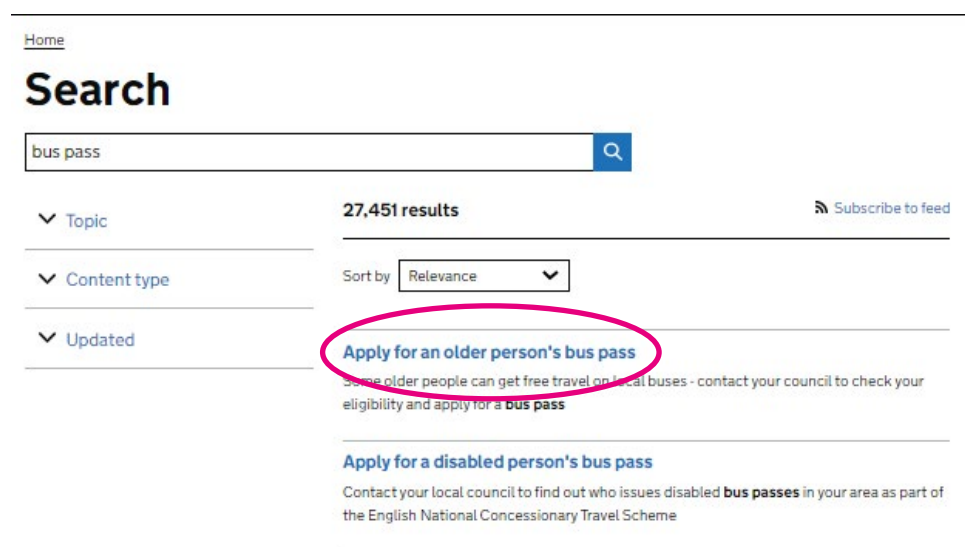 Home
Search
bus pass
Topic
Content type
Updated
27,451 results
Subscribe to feed
Sort by Relevance
Apply for an older person's bus pass
Some older people can get free travel on local buses - contact your council to check your
eligibility and apply for a bus pass
Apply for a disabled person's bus pass
Contact your local council to find out who issues disabled bus passes in your area as part of
the English National Concessionary Travel Scheme